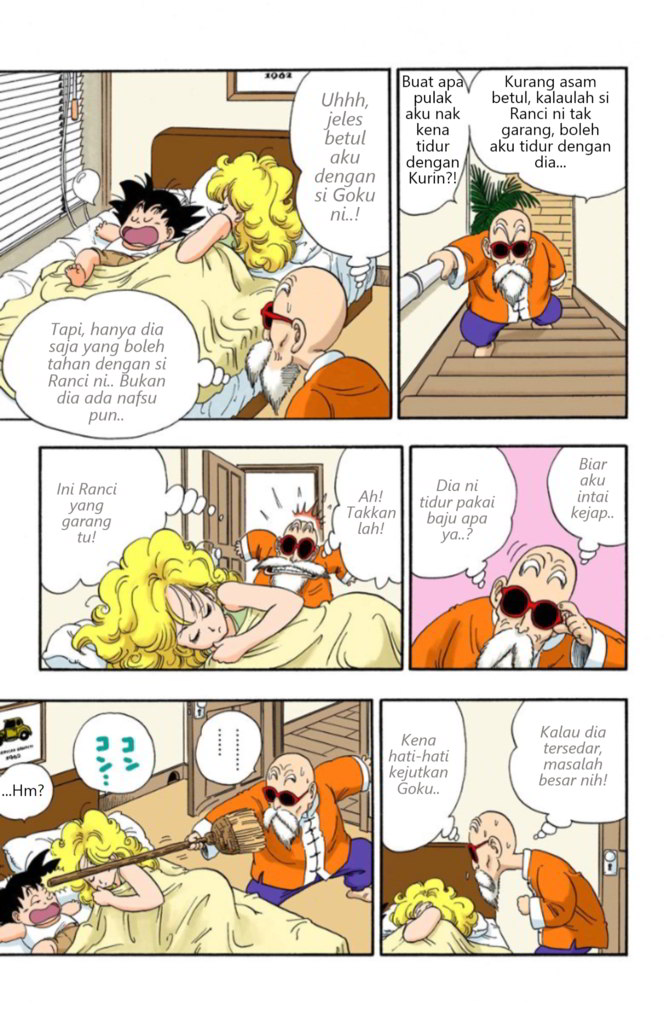 Kurang asam
betul, kalaulah si
Ranci ni tak
garang, boleh
aku tidur dengan
dia...
Buat apa
pulak
aku nak
kena
tidur
dengan
Kurin?!
Uhhh,
jeles
betul
aku
dengan
si Goku
ni..!
Tapi, hanya dia
saja yang boleh
tahan dengan si
Ranci ni.. Bukan
dia ada nafsu
pun..
Biar
aku
intai
kejap..
Dia ni
tidur pakai
baju apa
ya..?
Ah!
Takkan
lah!
Ini Ranci
yang
garang
tu!
Kalau dia
tersedar,
masalah
besar nih!
Kena
hati-hati
kejutkan
Goku..
……
……
コン
コン…
...Hm?